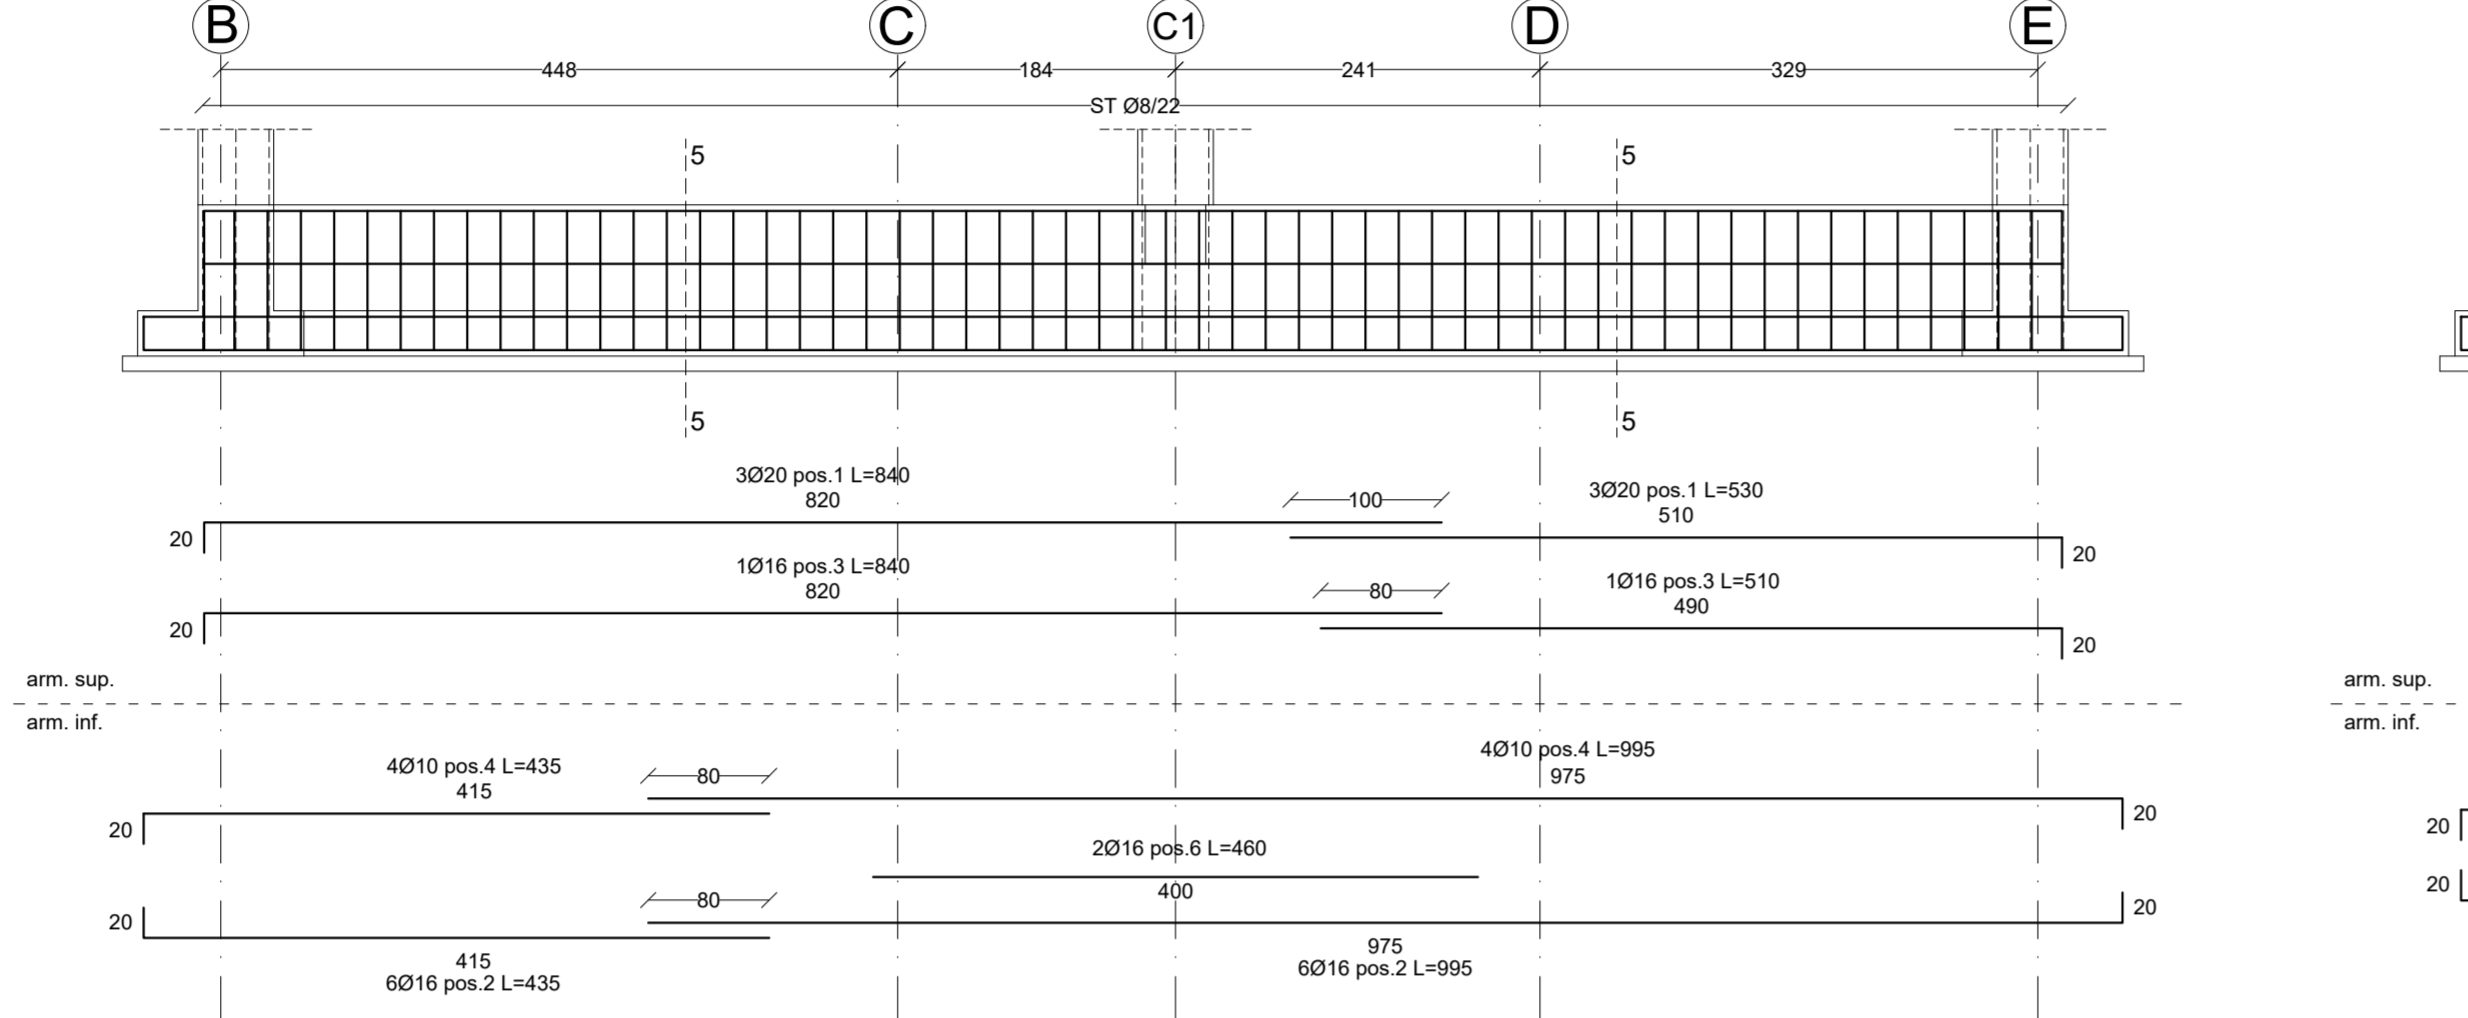 B C C1 D E
448 184 241 329
ST Ø8/22
5 5
5 5
3Ø20 pos.1 L=840
820
100
3Ø20 pos.1 L=530
510
20
20
1Ø16 pos.3 L=840
820
80
1Ø16 pos.3 L=510
490
20
20
arm. sup.
arm. inf.
arm. sup.
arm. inf.
4Ø10 pos.4 L=435
415
80
4Ø10 pos.4 L=995
975
20
20
20
2Ø16 pos.6 L=460
400
80
20
20
20
415
6Ø16 pos.2 L=435
975
6Ø16 pos.2 L=995